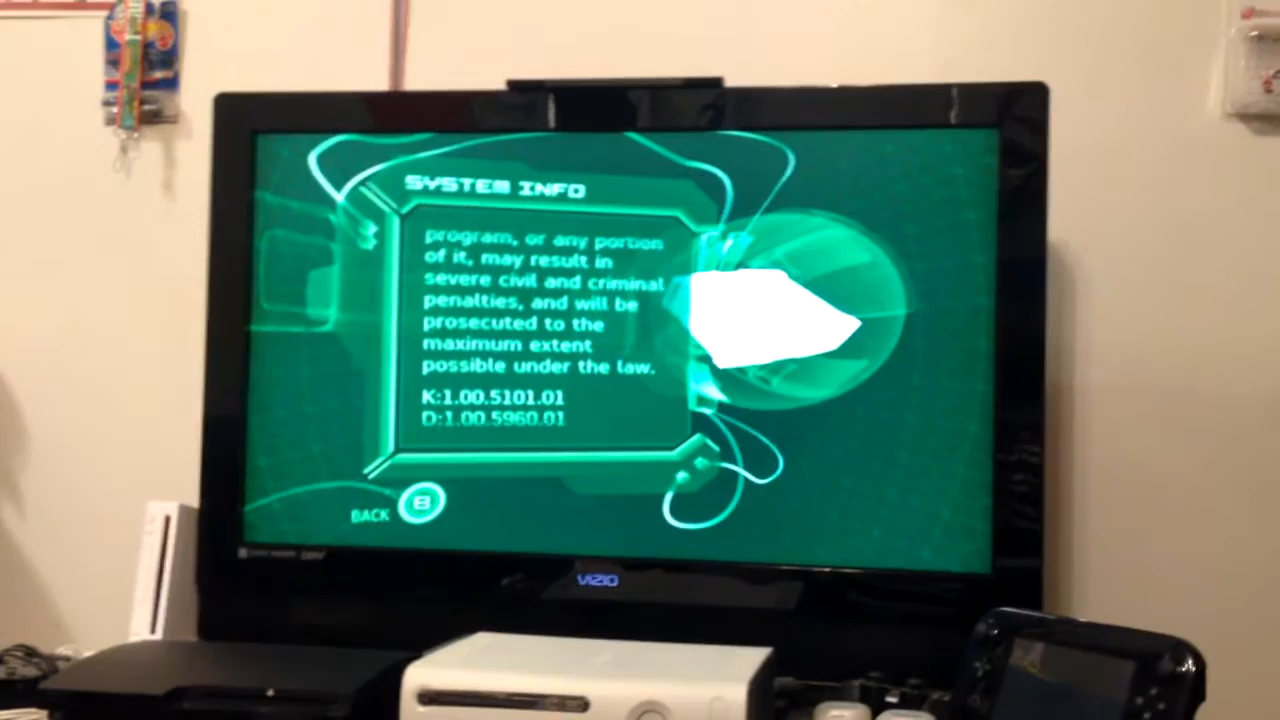 SYSTEM INFO
program, or any portion
of it, may result in
severe civil and criminal
penalties, and will be
prosecuted to the
maximum extent
possible under the law.
K:1.00.5101.01
D:1.00.5960.01
BACK
B
VIZIO